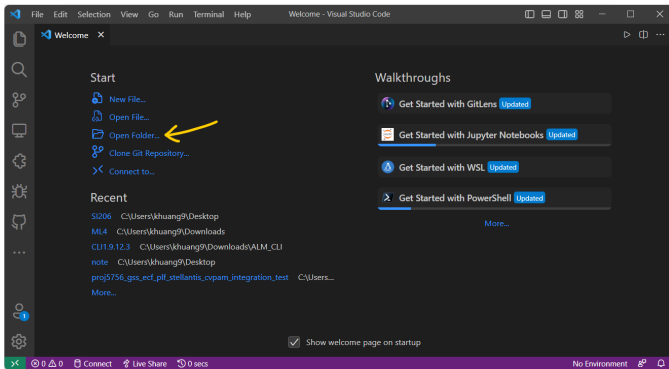 File Edit Selection View Go Run Terminal Help Welcome - Visual Studio Code
Welcome
Start
New File...
Open File...
Open Folder...
Clone Git Repository...
Connect to...
Recent
SI206 C:\Users\khuang9\Desktop
ML4 C:\Users\khuang9\Downloads
CLI1.9.12.3 C:\Users\khuang9\Downloads\ALM_CLI
note C:\Users\khuang9\Desktop
proj5756_gss_ecf_plf_stellantis_cvpam_integration_test C:\Users...
More...
Walkthroughs
Get Started with GitLens Updated
Get Started with Jupyter Notebooks Updated
Get Started with WSL Updated
Get Started with PowerShell Updated
More...
Show welcome page on startup
1
0 0 Connect Live Share 0 secs No Environment